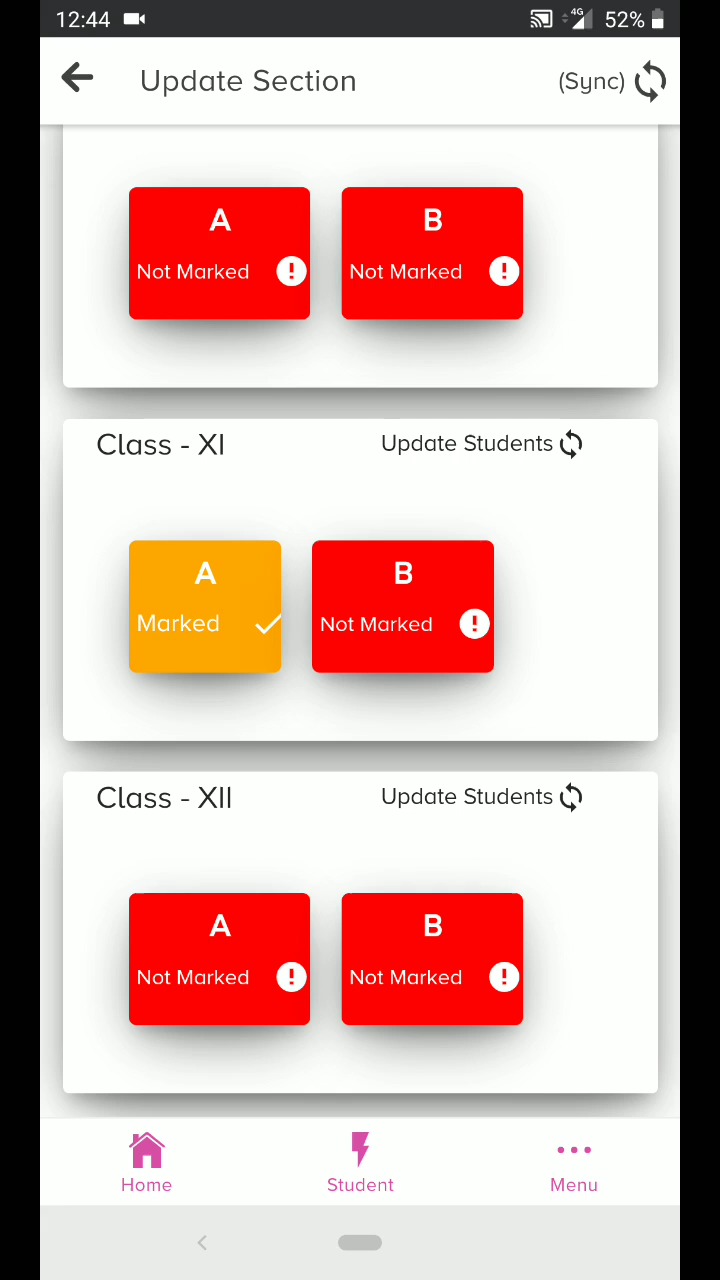 12:44 4G 52%
Update Section (Sync)
A B
Not Marked Not Marked
Class - XI Update Students
A B
Marked Not Marked
Class - XII Update Students
A B
Not Marked Not Marked
Home Student Menu